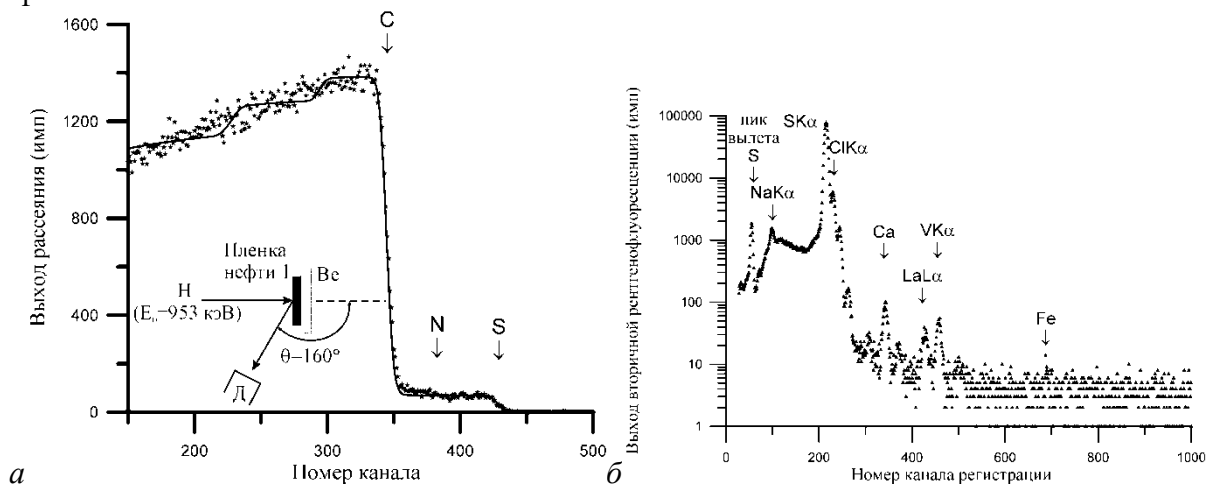 1600
1200
800
400
0
200
300
400
500
Выход рассеяния (имп)
Номер канала
C
N
S
Пленка
нефти 1
Be
H
(E₀=953 кэВ)
θ=160°
Д
а
100000
10000
1000
100
10
1
0
200
400
600
800
1000
Выход вторичной рентгенофлуоресценции (имп)
Номер канала регистрации
пик
вылета
S
SKα
ClKα
NaKα
Ca
VKα
LaLα
Fe
б